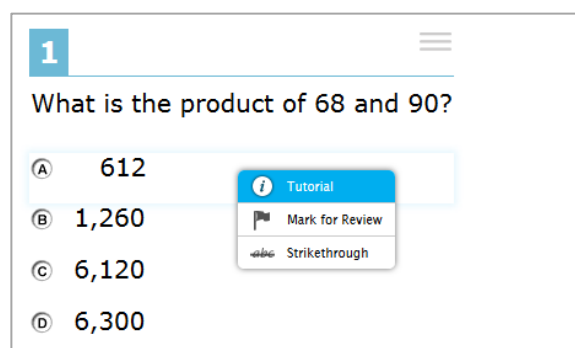 1
What is the product of 68 and 90?
A 612
B 1,260
C 6,120
D 6,300
i Tutorial
Mark for Review
abc Strikethrough